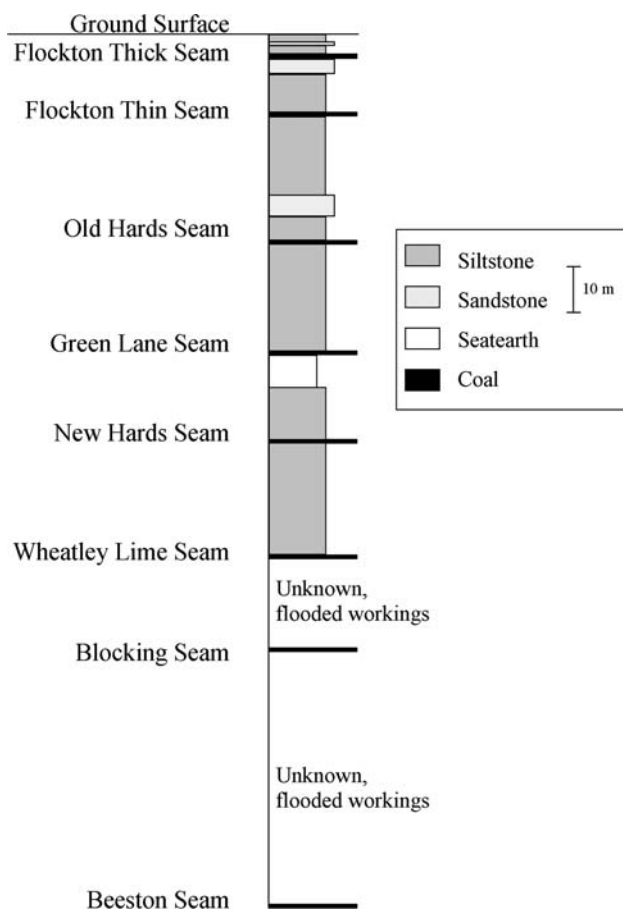 Ground Surface
Flockton Thick Seam
Flockton Thin Seam
Old Hards Seam
Green Lane Seam
New Hards Seam
Wheatley Lime Seam
Unknown,
flooded workings
Blocking Seam
Unknown,
flooded workings
Beeston Seam
Siltstone
Sandstone
10 m
Seatearth
Coal